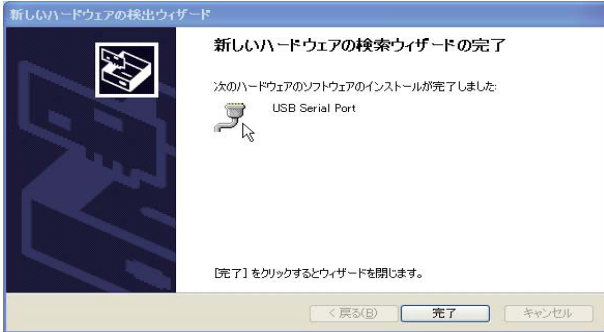 新しいハードウェアの検出ウィザード
新しいハードウェアの検索ウィザードの完了
次のハードウェアのソフトウェアのインストールが完了しました:
USB Serial Port
[完了] をクリックするとウィザードを閉じます。
< 戻る(B) 完了 キャンセル